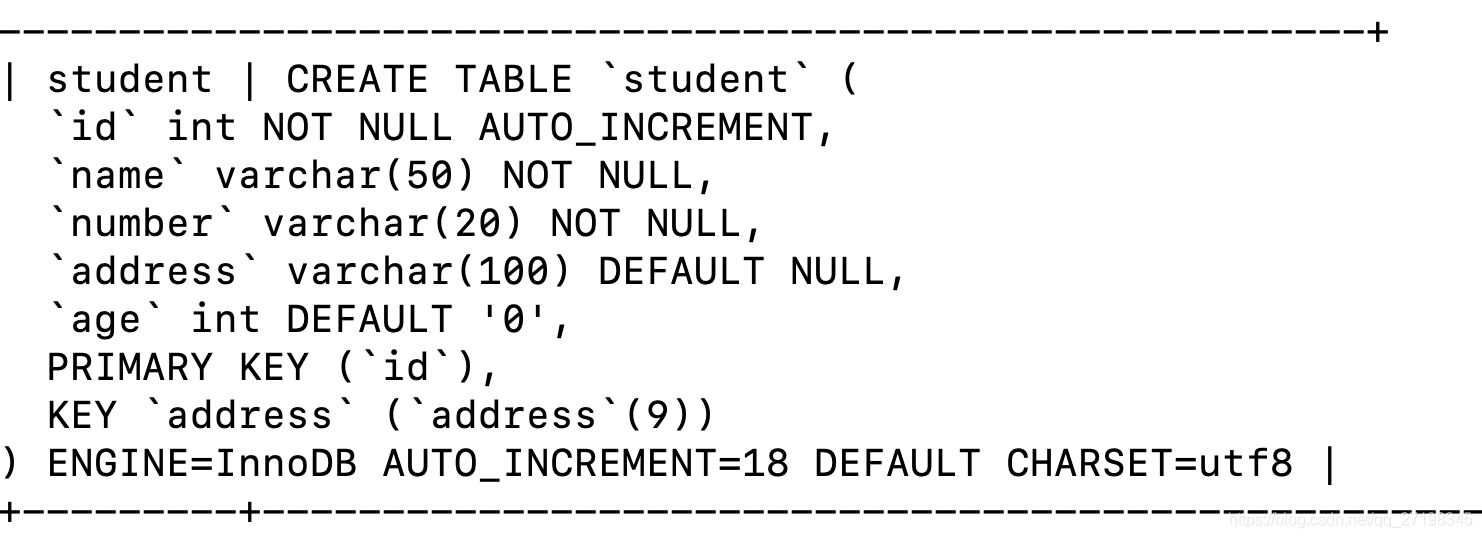 -----------------------------------------------------------+
| student | CREATE TABLE `student` (
  `id` int NOT NULL AUTO_INCREMENT,
  `name` varchar(50) NOT NULL,
  `number` varchar(20) NOT NULL,
  `address` varchar(100) DEFAULT NULL,
  `age` int DEFAULT '0',
  PRIMARY KEY (`id`),
  KEY `address` (`address`(9))
) ENGINE=InnoDB AUTO_INCREMENT=18 DEFAULT CHARSET=utf8 |
+---------+---------------------------------------------------
https://blog.csdn.net/qq_27198345